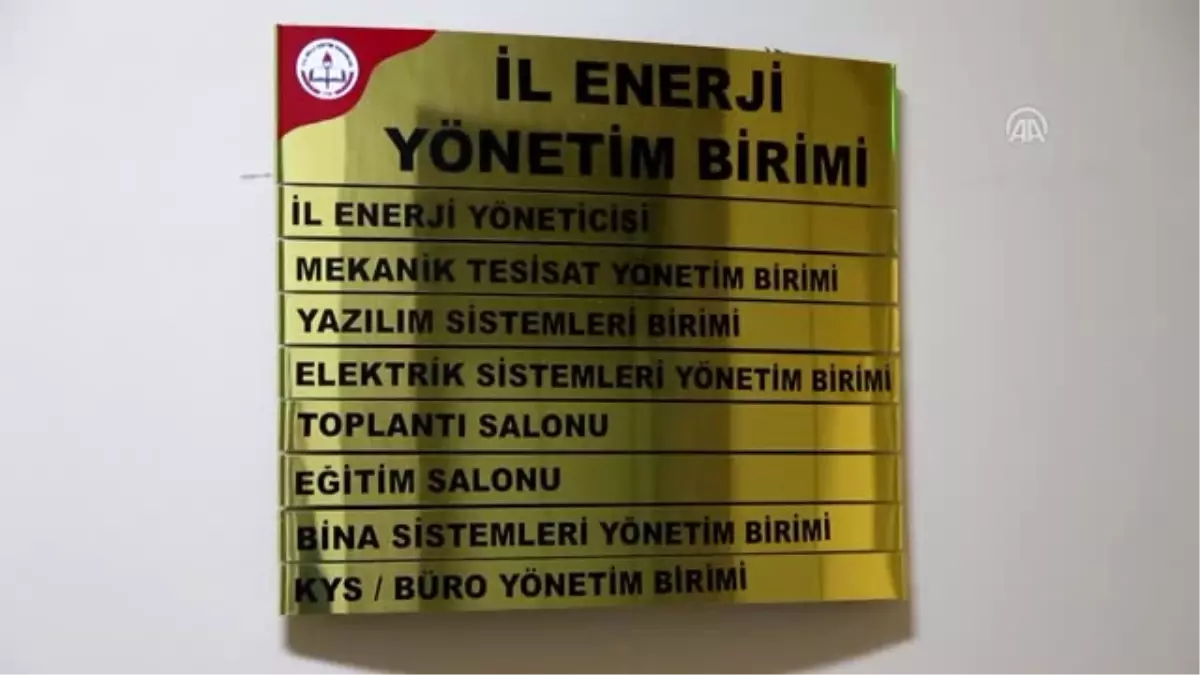 İL ENERJİ
YÖNETİM BİRİMİ
İL ENERJİ YÖNETİCİSİ
MEKANİK TESİSAT YÖNETİM BİRİMİ
YAZILIM SİSTEMLERİ BİRİMİ
ELEKTRİK SİSTEMLERİ YÖNETİM BİRİMİ
TOPLANTI SALONU
EĞİTİM SALONU
BİNA SİSTEMLERİ YÖNETİM BİRİMİ
KYS / BÜRO YÖNETİM BİRİMİ
AA